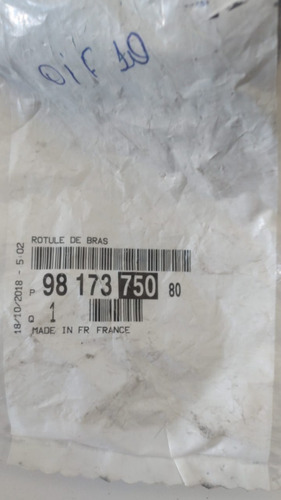 ROTULE DE BRAS
P 98 173 750 80
Q 1
MADE IN FR FRANCE
18/10/2018 - 5-02